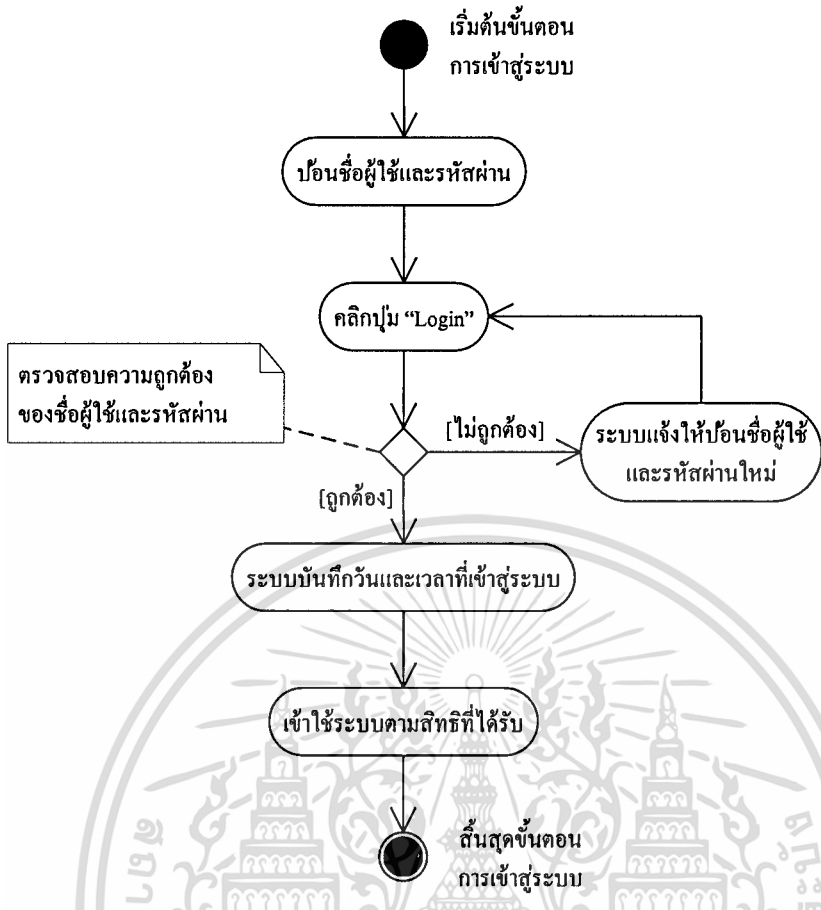 เริ่มต้นขั้นตอน
การเข้าสู่ระบบ
ป้อนชื่อผู้ใช้และรหัสผ่าน
คลิกปุ่ม “Login”
ตรวจสอบความถูกต้อง
ของชื่อผู้ใช้และรหัสผ่าน
[ไม่ถูกต้อง]
ระบบแจ้งให้ป้อนชื่อผู้ใช้
และรหัสผ่านใหม่
[ถูกต้อง]
ระบบบันทึกวันและเวลาที่เข้าสู่ระบบ
เข้าใช้ระบบตามสิทธิที่ได้รับ
สิ้นสุดขั้นตอน
การเข้าสู่ระบบ